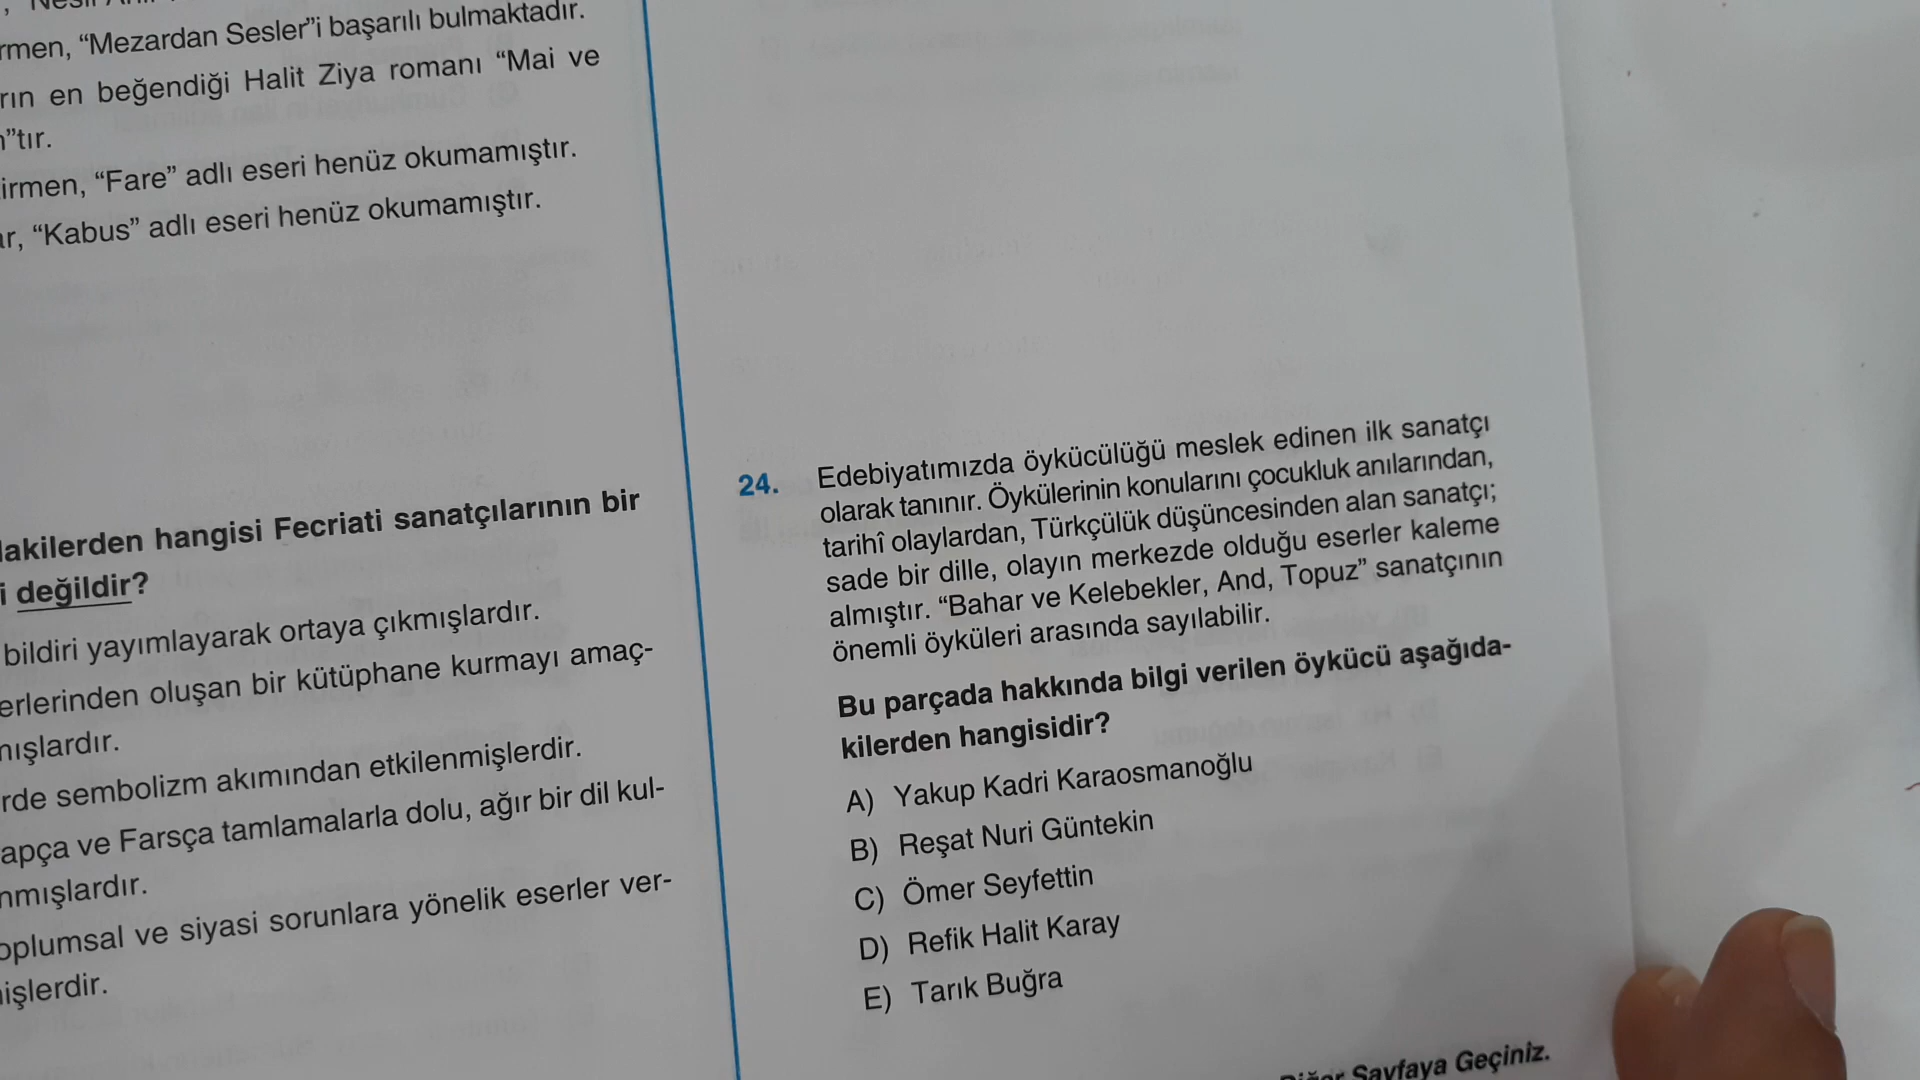 rmen, “Mezardan Sesler”i başarılı bulmaktadır.
rın en beğendiği Halit Ziya romanı “Mai ve
”tır.
irmen, “Fare” adlı eseri henüz okumamıştır.
ar, “Kabus” adlı eseri henüz okumamıştır.
lakilerden hangisi Fecriati sanatçılarının bir
i değildir?
bildiri yayımlayarak ortaya çıkmışlardır.
erlerinden oluşan bir kütüphane kurmayı amaç-
mışlardır.
rde sembolizm akımından etkilenmişlerdir.
apça ve Farsça tamlamalarla dolu, ağır bir dil kul-
nmışlardır.
oplumsal ve siyasi sorunlara yönelik eserler ver-
işlerdir.
24. Edebiyatımızda öykücülüğü meslek edinen ilk sanatçı
olarak tanınır. Öykülerinin konularını çocukluk anılarından,
tarihî olaylardan, Türkçülük düşüncesinden alan sanatçı;
sade bir dille, olayın merkezde olduğu eserler kaleme
almıştır. “Bahar ve Kelebekler, And, Topuz” sanatçının
önemli öyküleri arasında sayılabilir.
Bu parçada hakkında bilgi verilen öykücü aşağıda-
kilerden hangisidir?
A) Yakup Kadri Karaosmanoğlu
B) Reşat Nuri Güntekin
C) Ömer Seyfettin
D) Refik Halit Karay
E) Tarık Buğra
Diğer Sayfaya Geçiniz.